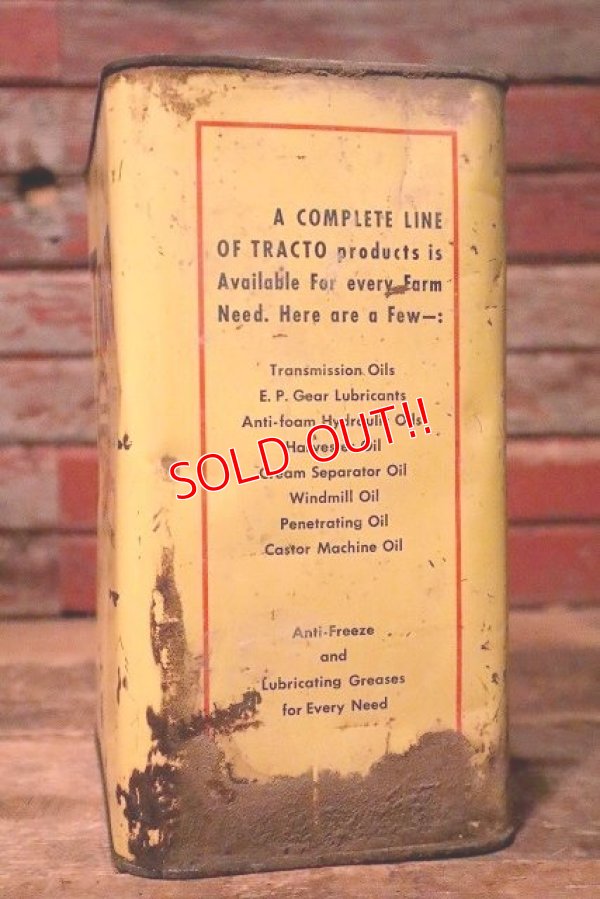 A COMPLETE LINE
OF TRACTO products is
Available For every Farm
Need. Here are a Few—:
Transmission Oils
E. P. Gear Lubricants
Anti-foam Hydraulic Oils
Harvester Oil
Cream Separator Oil
Windmill Oil
Penetrating Oil
Castor Machine Oil
Anti-Freeze
and
Lubricating Greases
for Every Need
SOLD OUT!!